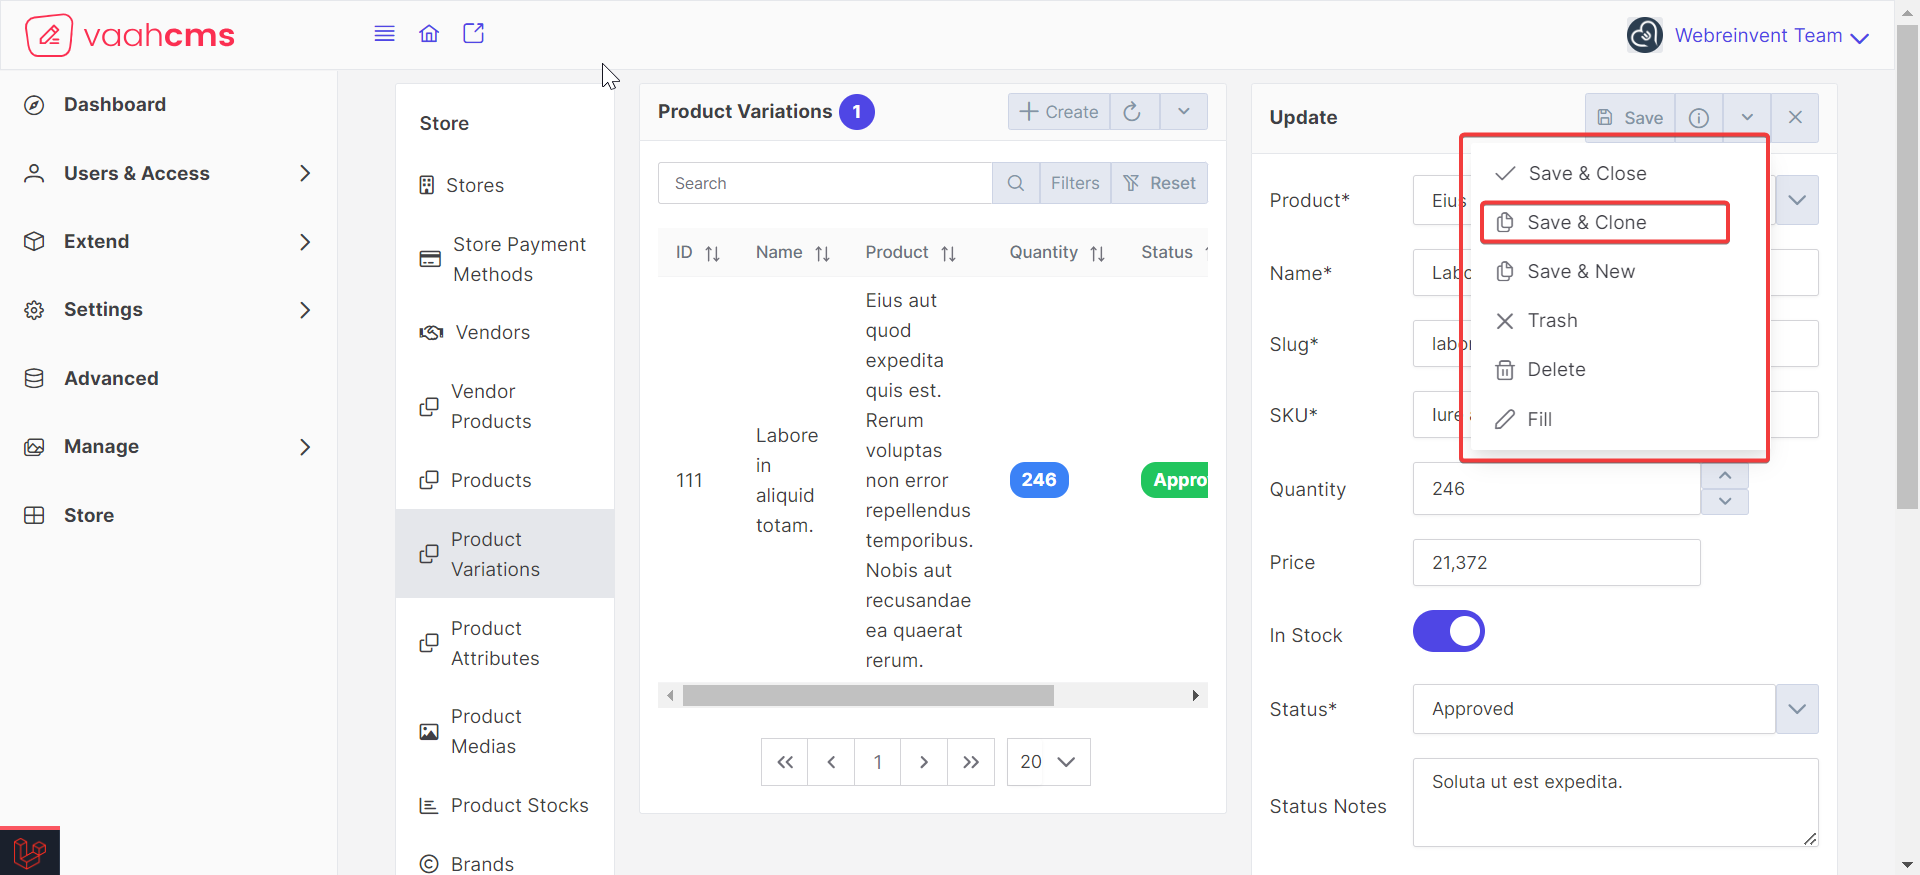 vaahcms
Webreinvent Team
Dashboard
Users & Access
Extend
Settings
Advanced
Manage
Store
Store
Stores
Store Payment
Methods
Vendors
Vendor
Products
Products
Product
Variations
Product
Attributes
Product
Medias
Product Stocks
Brands
Product Variations 1
Create
Search
Filters
Reset
ID Name Product Quantity Status
111
Labore
in
aliquid
totam.
Eius aut
quod
expedita
quis est.
Rerum
voluptas
non error
repellendus
temporibus.
Nobis aut
recusandae
ea quaerat
rerum.
246
Appro
1
20
Update
Save
Save & Close
Save & Clone
Save & New
Trash
Delete
Fill
Product* Eius
Name* Labo
Slug* labor
SKU* Iure
Quantity 246
Price 21,372
In Stock
Status* Approved
Status Notes Soluta ut est expedita.